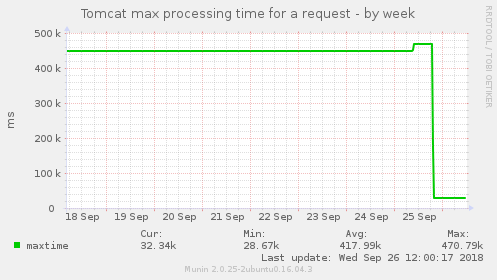 Tomcat max processing time for a request - by week
RRDTOOL / TOBI OETIKER
ms
500 k
400 k
300 k
200 k
100 k
0
18 Sep 19 Sep 20 Sep 21 Sep 22 Sep 23 Sep 24 Sep 25 Sep
Cur: Min: Avg: Max:
maxtime 32.34k 28.67k 417.99k 470.79k
Last update: Wed Sep 26 12:00:17 2018
Munin 2.0.25-2ubuntu0.16.04.3